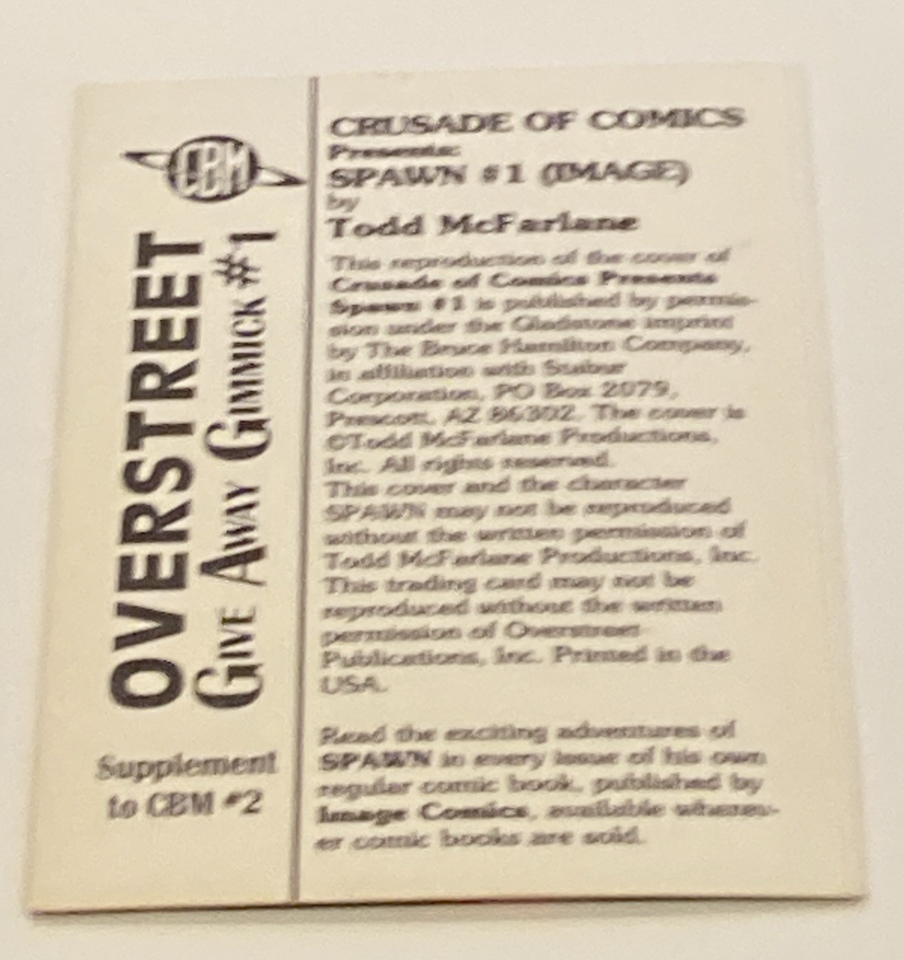 CBM
OVERSTREET
GIVE AWAY GIMMICK #1
Supplement
to CBM #2
CRUSADE OF COMICS
Presents:
SPAWN #1 (IMAGE)
by
Todd McFarlane
This reproduction of the cover of
Crusade of Comics Presents
Spawn #1 is published by permis-
sion under the Gladstone imprint
by The Bruce Hamilton Company,
in affiliation with Stabur
Corporation, PO Box 2079,
Prescott, AZ 86302. The cover is
©Todd McFarlane Productions,
Inc. All rights reserved.
This cover and the character
SPAWN may not be reproduced
without the written permission of
Todd McFarlane Productions, Inc.
This trading card may not be
reproduced without the written
permission of Overstreet
Publications, Inc. Printed in the
USA.
Read the exciting adventures of
SPAWN in every issue of his own
regular comic book, published by
Image Comics, available wherev-
er comic books are sold.